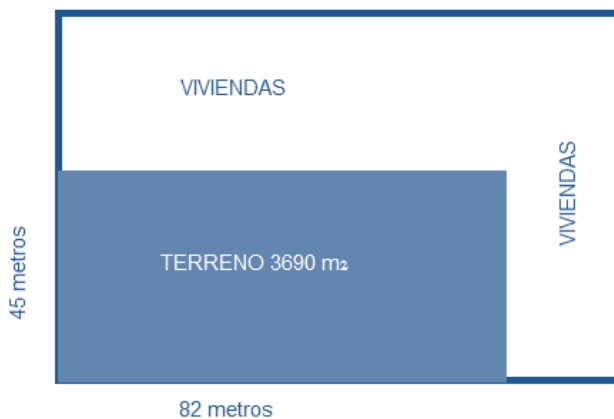 VIVIENDAS
VIVIENDAS
TERRENO 3690 m2
45 metros
82 metros